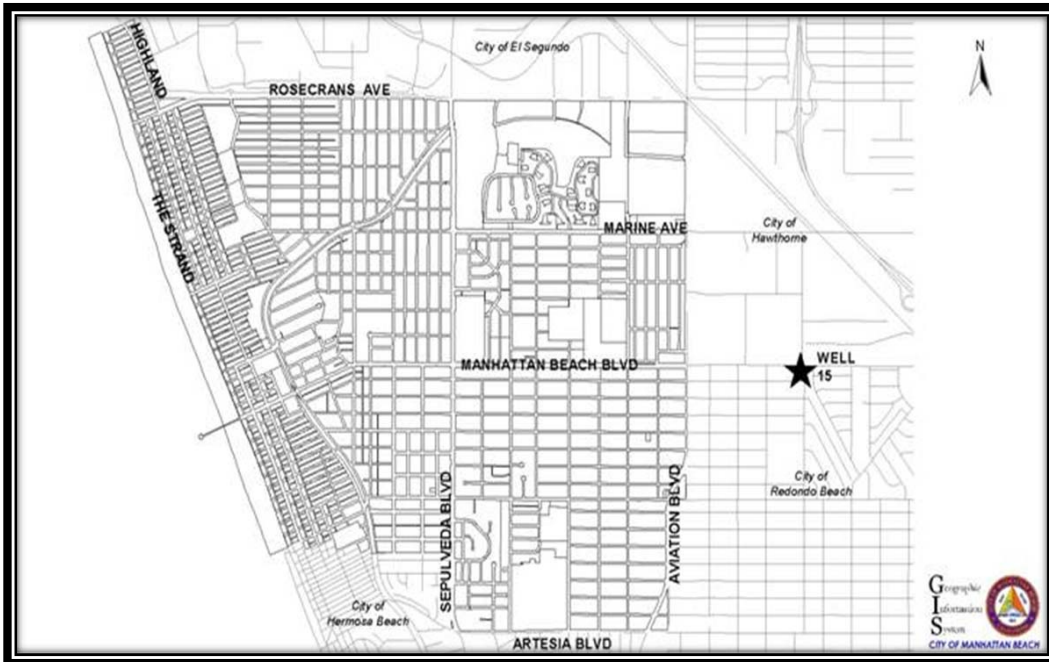 City of El Segundo
N
HIGHLAND
ROSECRANS AVE
THE STRAND
MARINE AVE
City of
Hawthorne
MANHATTAN BEACH BLVD
WELL
15
City of
Redondo Beach
SEPULVEDA BLVD
AVIATION BLVD
City of
Hermosa Beach
ARTESIA BLVD
Geographic
Information
System
CITY OF MANHATTAN BEACH